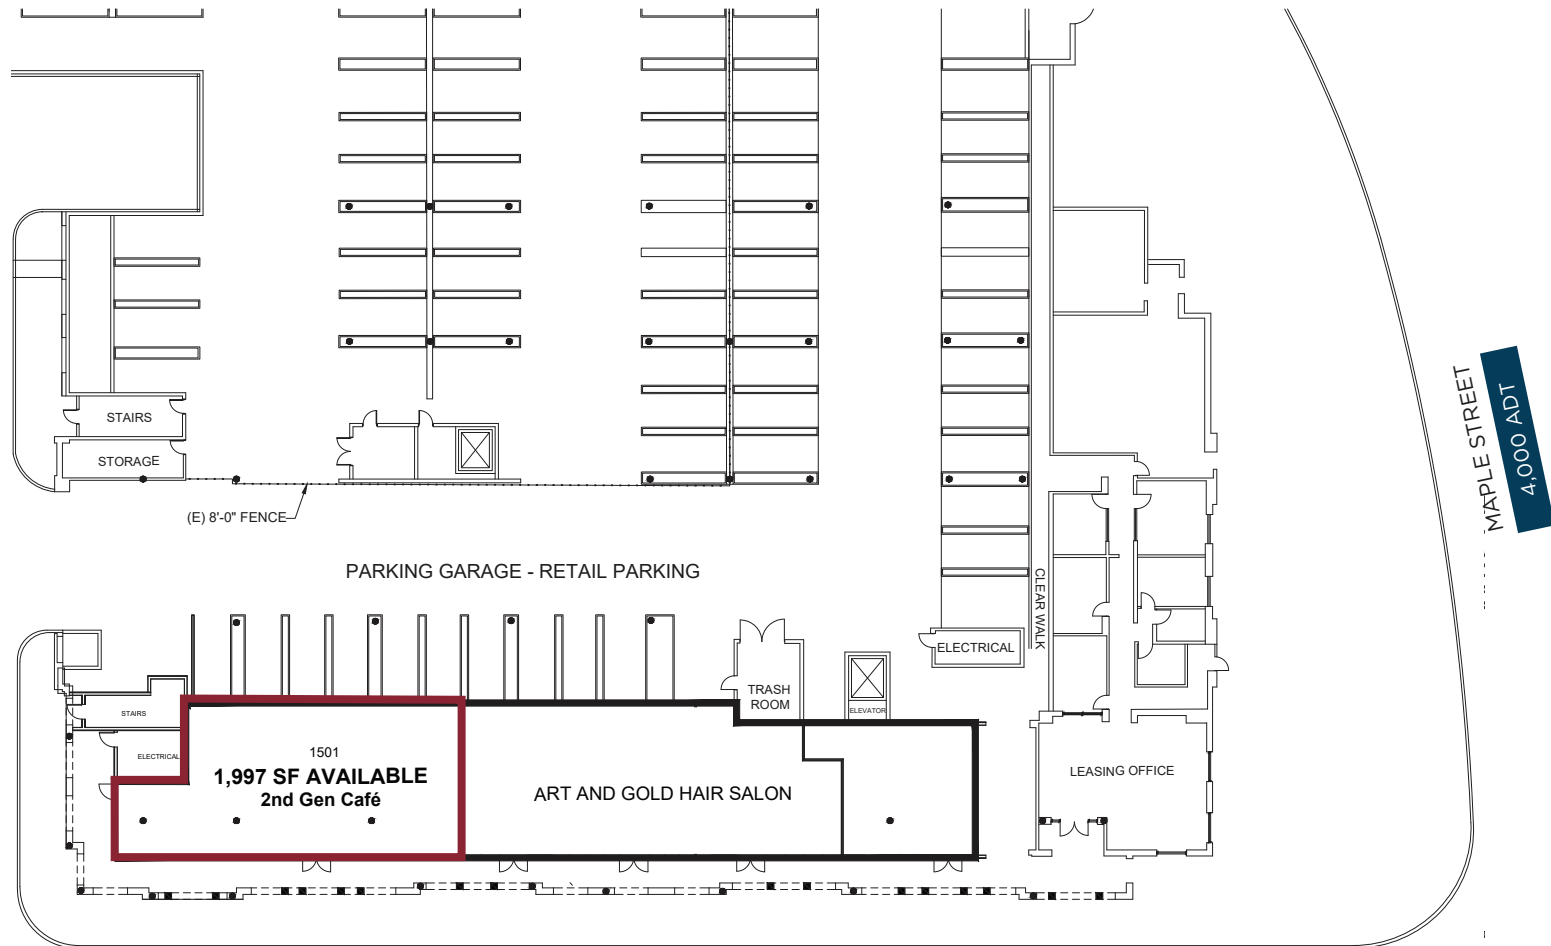 STAIRS
STORAGE
(E) 8'-0" FENCE
PARKING GARAGE - RETAIL PARKING
MAPLE STREET
4,000 ADT
CLEAR WALK
ELECTRICAL
TRASH
ROOM
ELEVATOR
STAIRS
ELECTRICAL
1501
1,997 SF AVAILABLE
2nd Gen Café
ART AND GOLD HAIR SALON
LEASING OFFICE